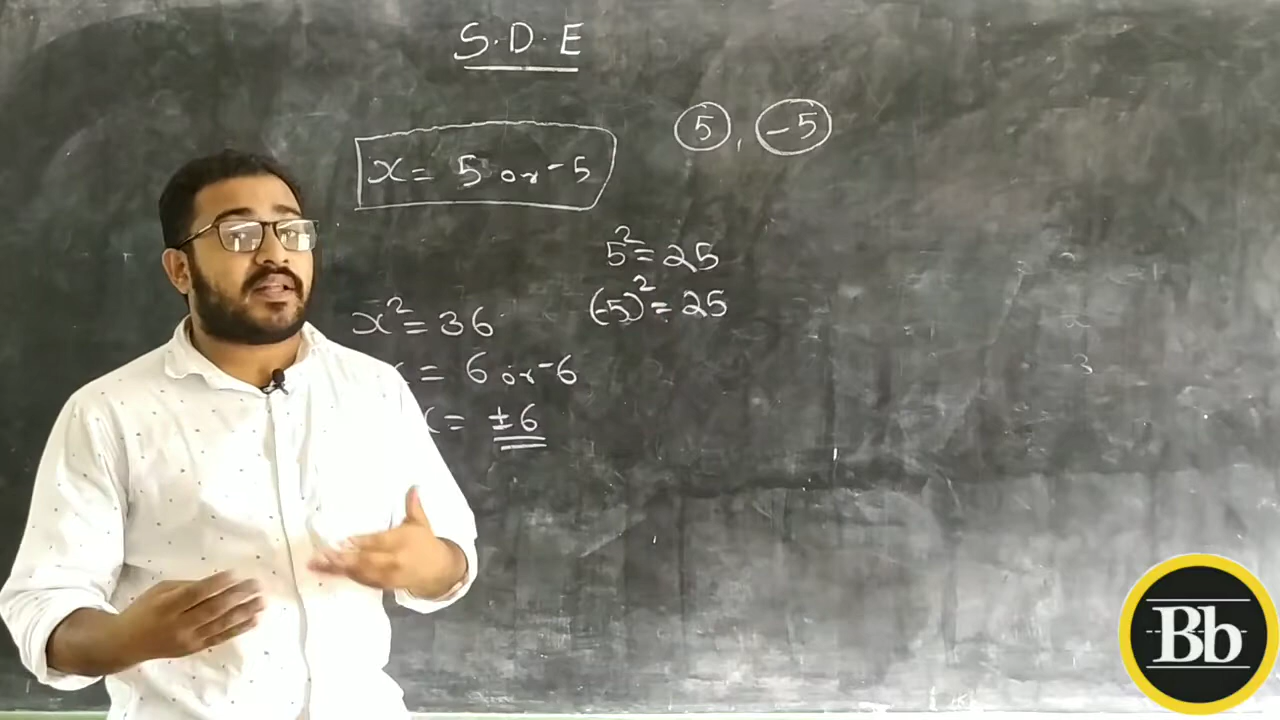 S.D.E
5, -5
x = 5 or -5
5² = 25
(-5)² = 25
x² = 36
= 6 or -6
x = ±6
Bb